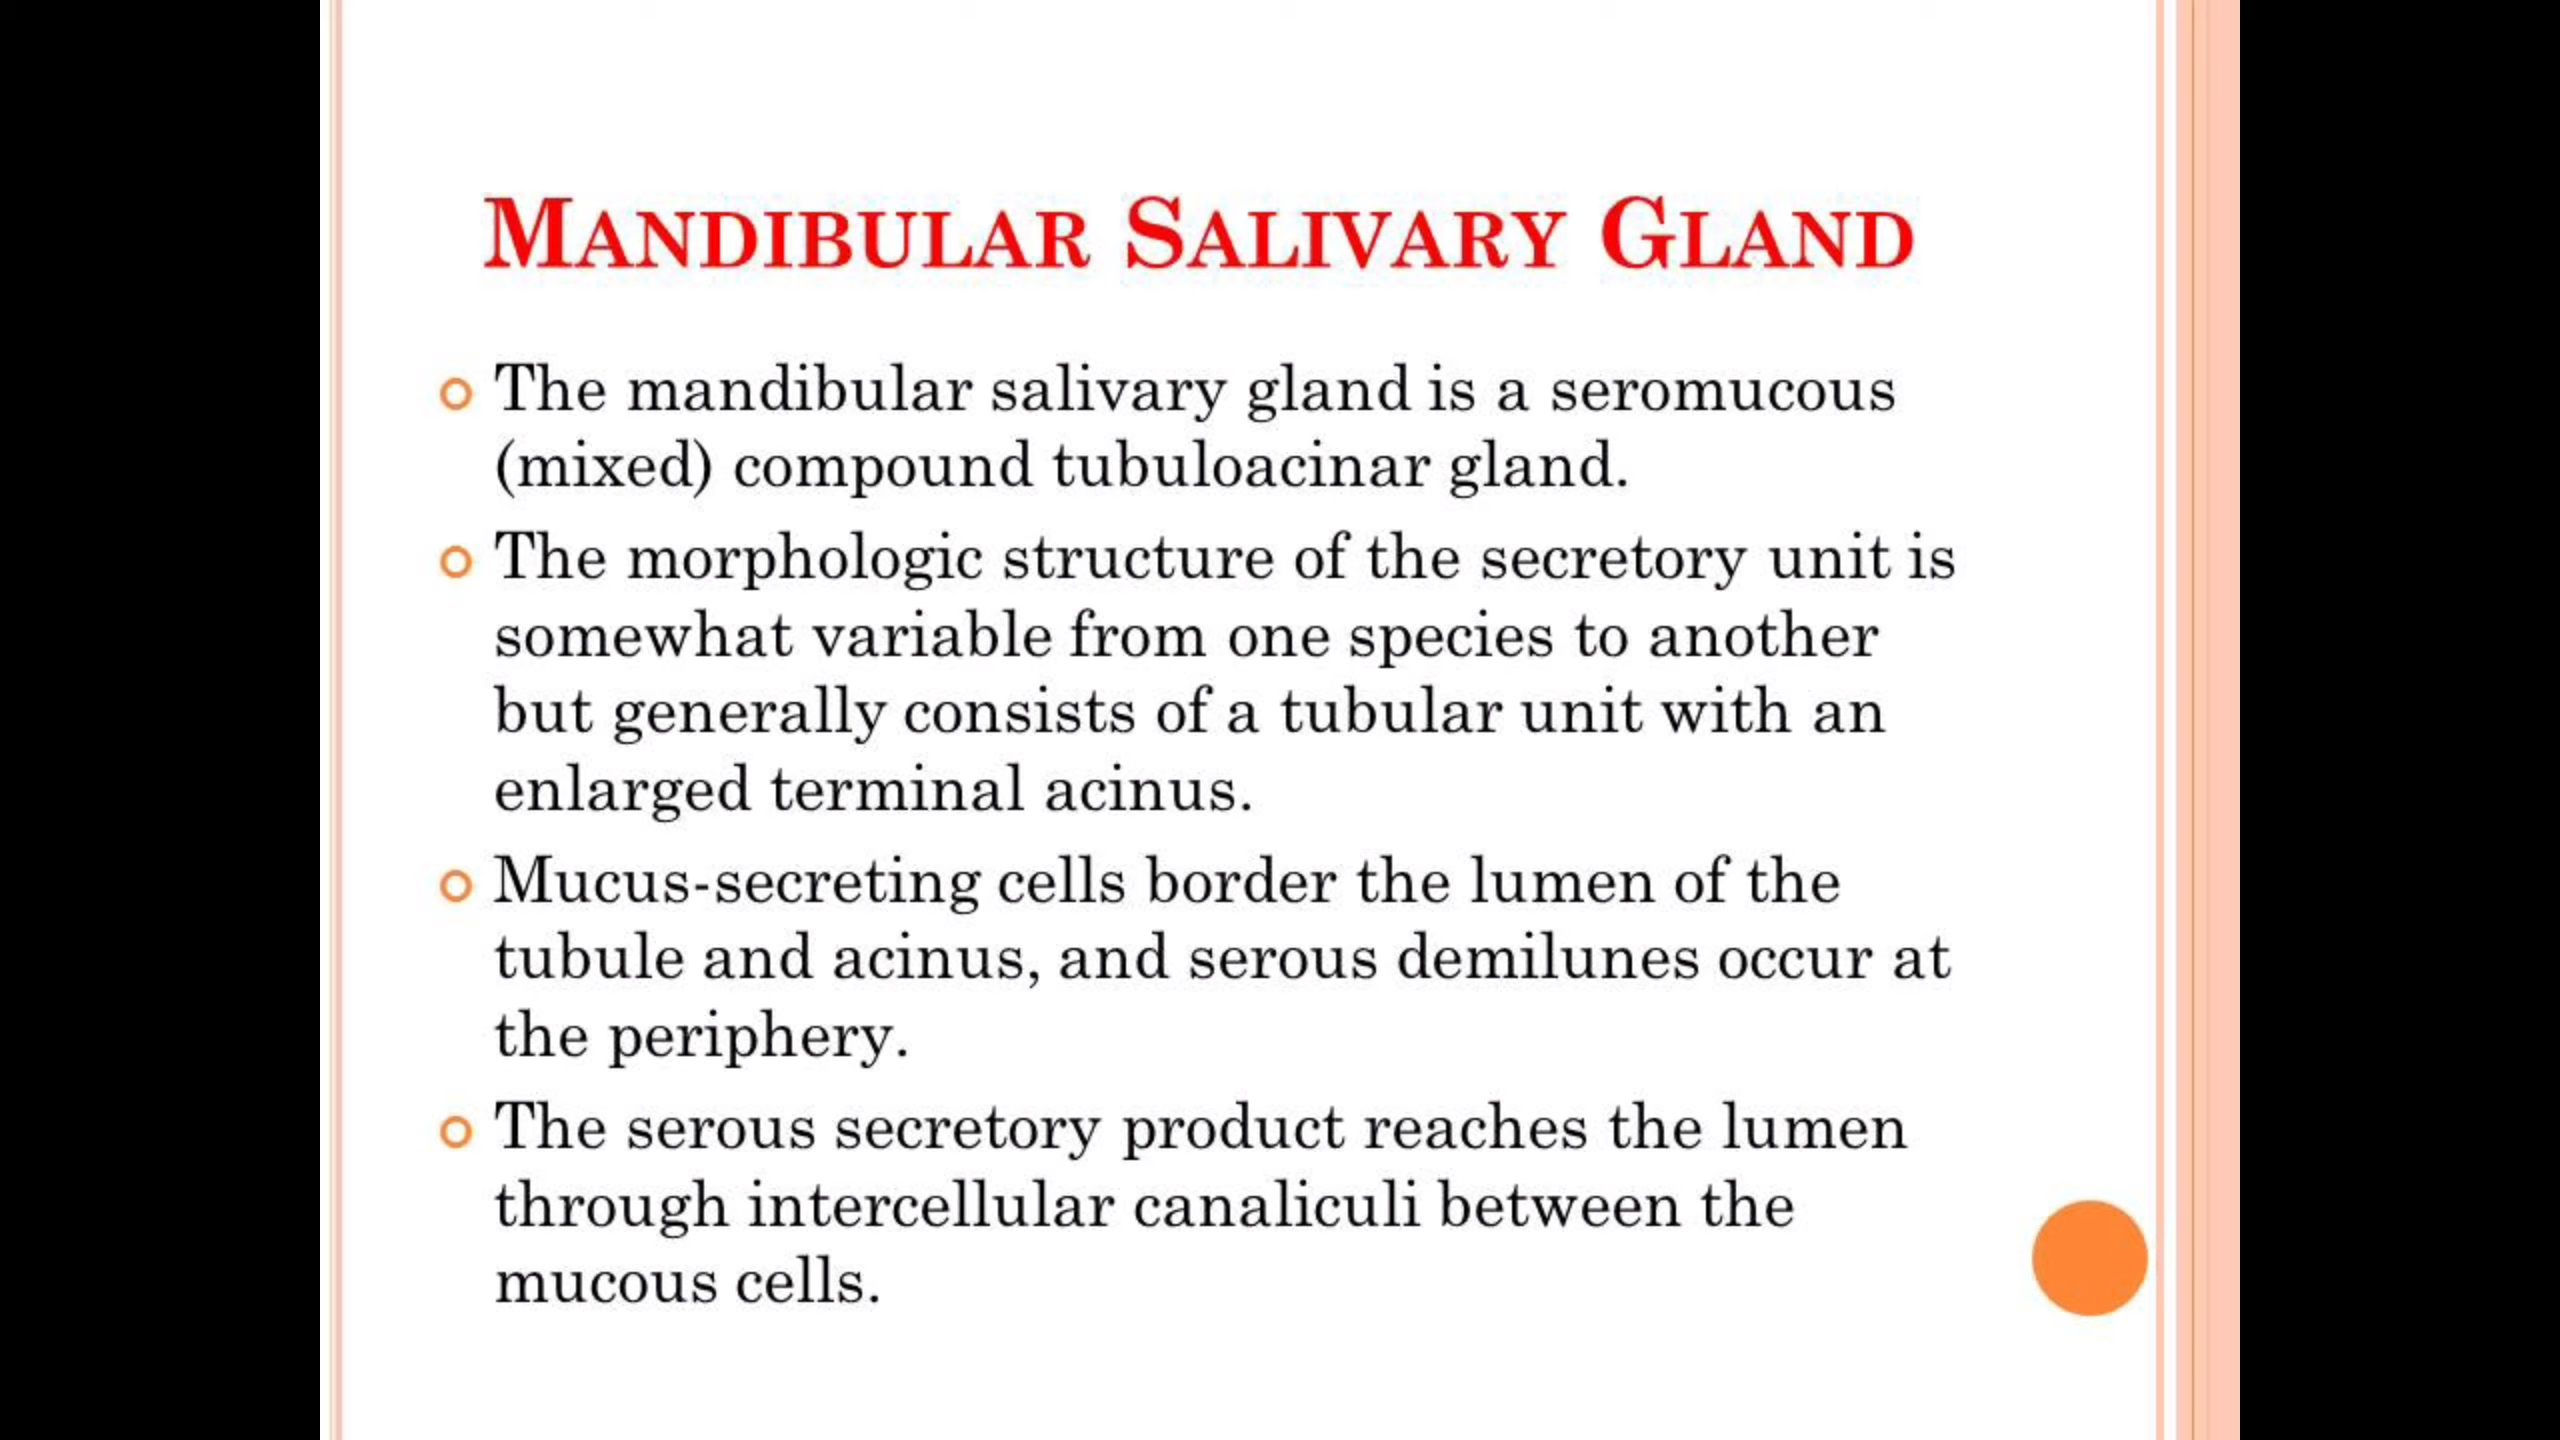 MANDIBULAR SALIVARY GLAND
The mandibular salivary gland is a seromucous
(mixed) compound tubuloacinar gland.
The morphologic structure of the secretory unit is
somewhat variable from one species to another
but generally consists of a tubular unit with an
enlarged terminal acinus.
Mucus-secreting cells border the lumen of the
tubule and acinus, and serous demilunes occur at
the periphery.
The serous secretory product reaches the lumen
through intercellular canaliculi between the
mucous cells.